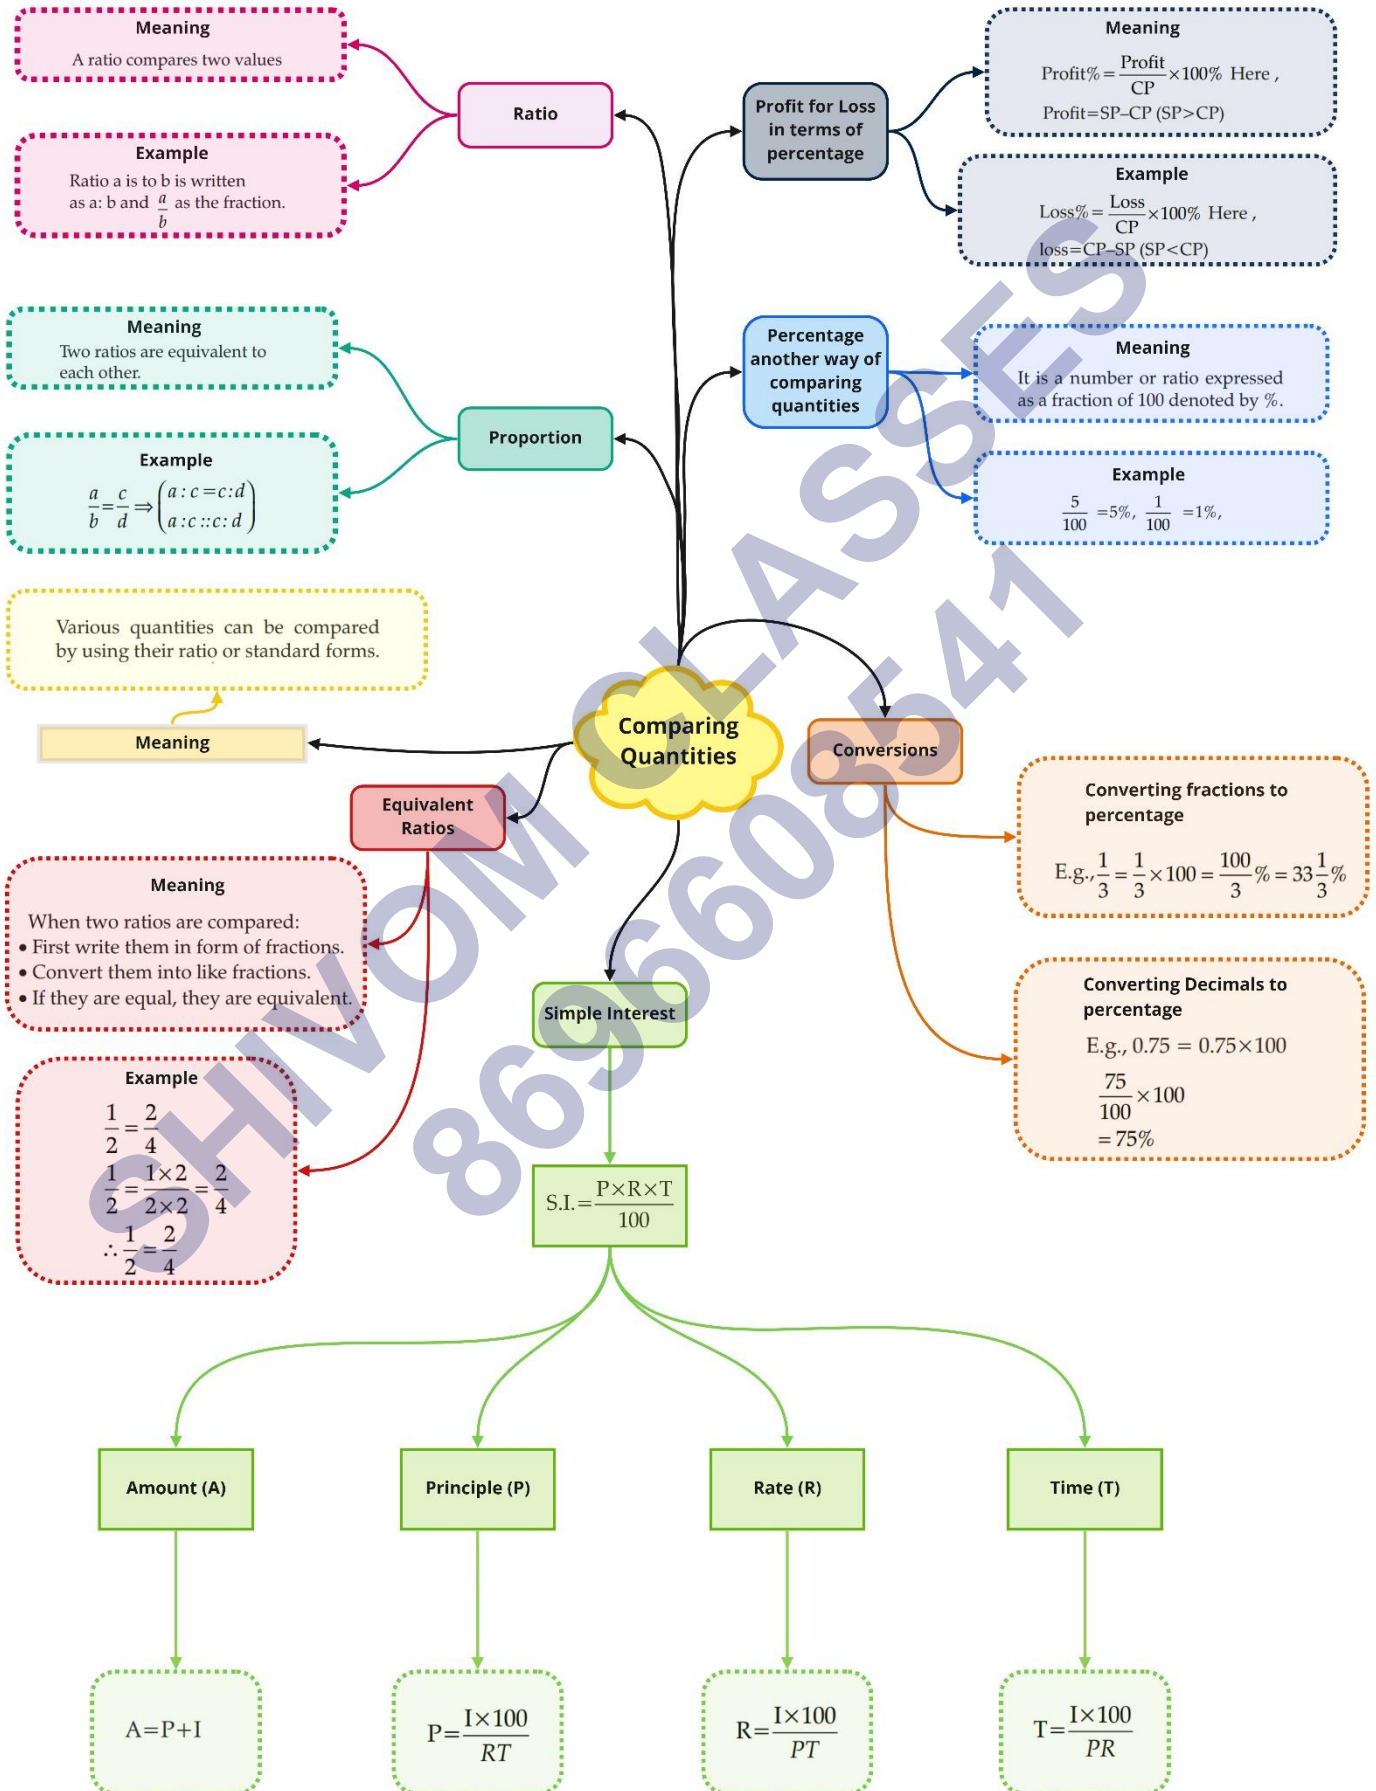 Meaning
A ratio compares two values
Ratio
Example
Ratio a is to b is written
as a: b and a/b as the fraction.
Profit for Loss
in terms of
percentage
Meaning
Profit%=Profit/CP×100% Here ,
Profit=SP–CP (SP>CP)
Example
Loss%=Loss/CP×100% Here ,
loss=CP–SP (SP<CP)
Meaning
Two ratios are equivalent to
each other.
Proportion
Example
a/b=c/d⇒(a:c=c:d
a:c::c:d)
Percentage
another way of
comparing
quantities
Meaning
It is a number or ratio expressed
as a fraction of 100 denoted by %.
Example
5/100 =5%, 1/100 =1%,
Various quantities can be compared
by using their ratio or standard forms.
Meaning
Comparing
Quantities
Equivalent
Ratios
Meaning
When two ratios are compared:
• First write them in form of fractions.
• Convert them into like fractions.
• If they are equal, they are equivalent.
Example
1/2=2/4
1/2=1×2/2×2=2/4
∴1/2=2/4
Conversions
Converting fractions to
percentage
E.g.,1/3=1/3×100=100/3%=33 1/3%
Converting Decimals to
percentage
E.g., 0.75 = 0.75×100
75/100×100
=75%
Simple Interest
S.I.=P×R×T/100
Amount (A)
Principle (P)
Rate (R)
Time (T)
A=P+I
P=I×100/RT
R=I×100/PT
T=I×100/PR
SHIVOM CLASSES
8696608541